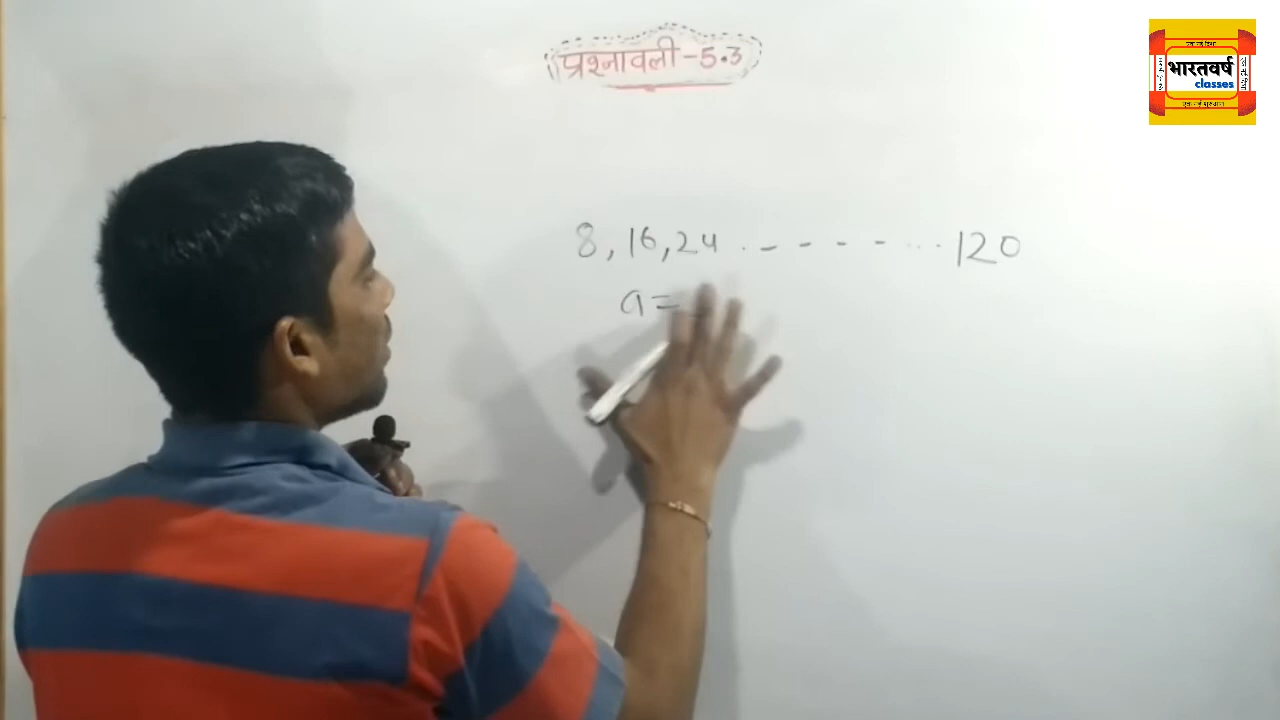 प्रश्नावली-5.3
भारतवर्ष
classes
8, 16, 24 . - - - - ... 120
a =